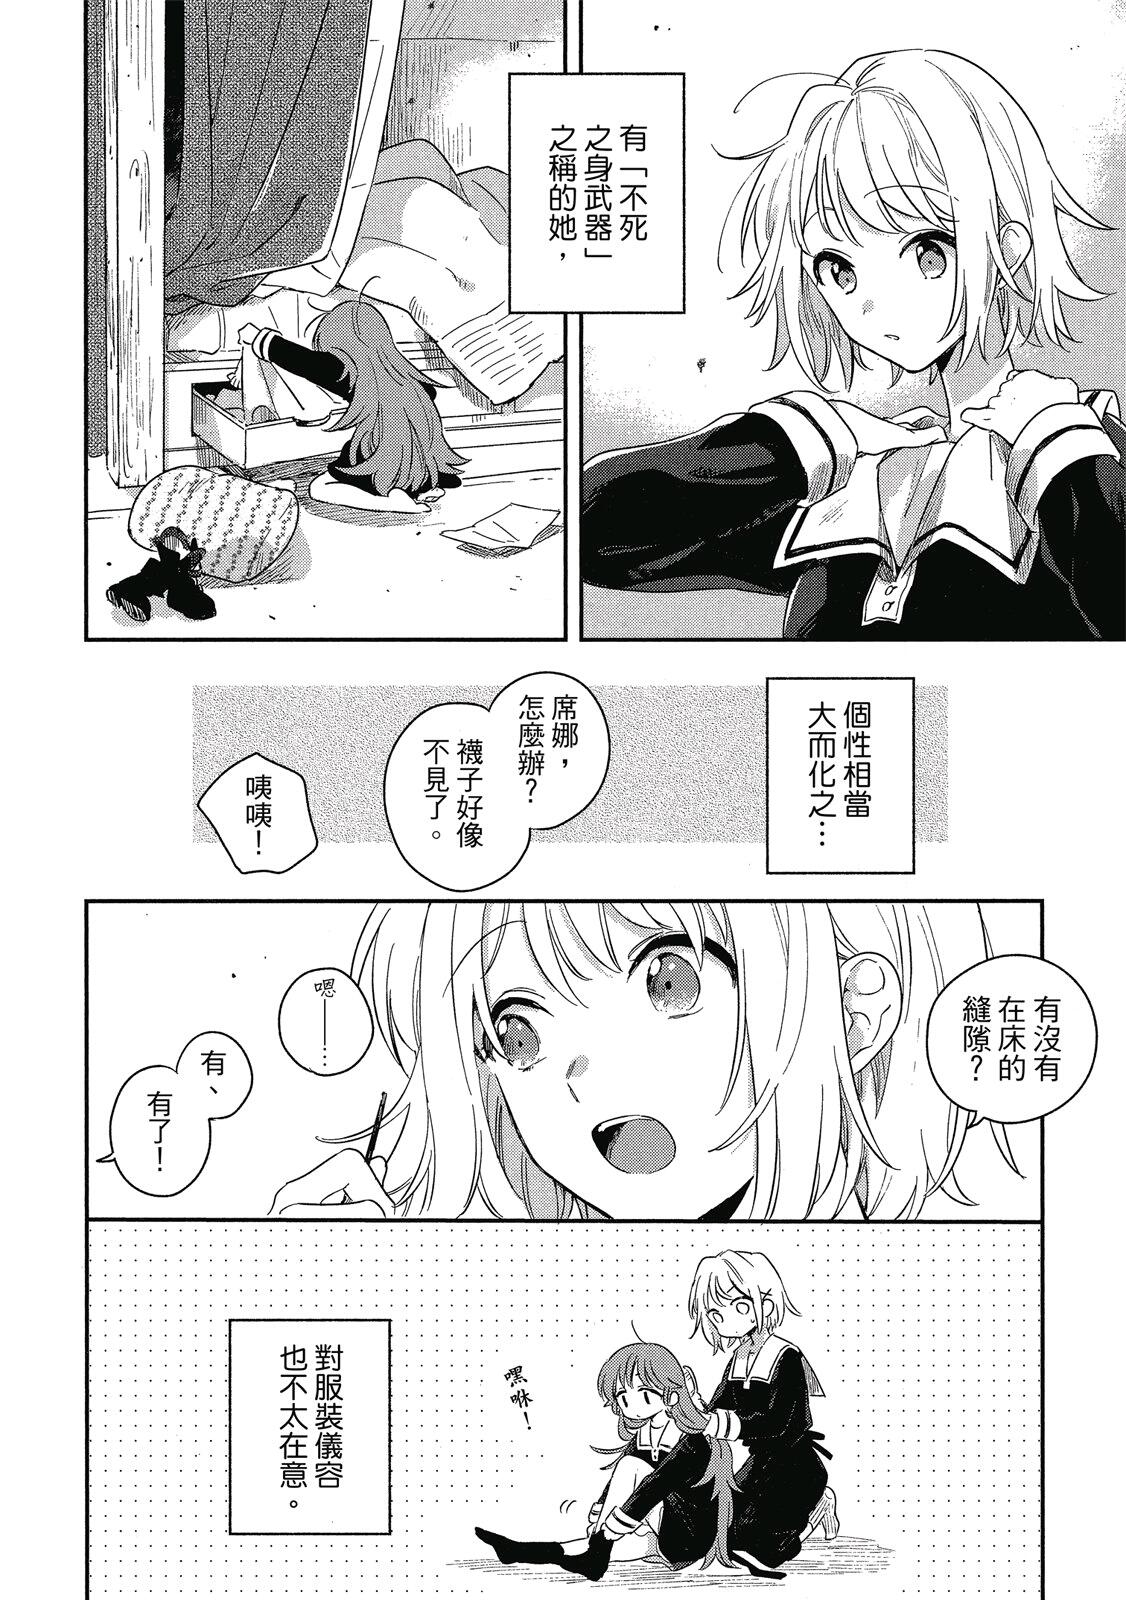 有「不死
之身武器」
之稱的她，
個性相當
大而化之…
席娜，
怎麼辦？
襪子好像
不見了。
咦咦！
有沒有
在床的
縫隙？
嗯——…
有、
有了！
嘿咻！
對服裝儀容
也不太在意。